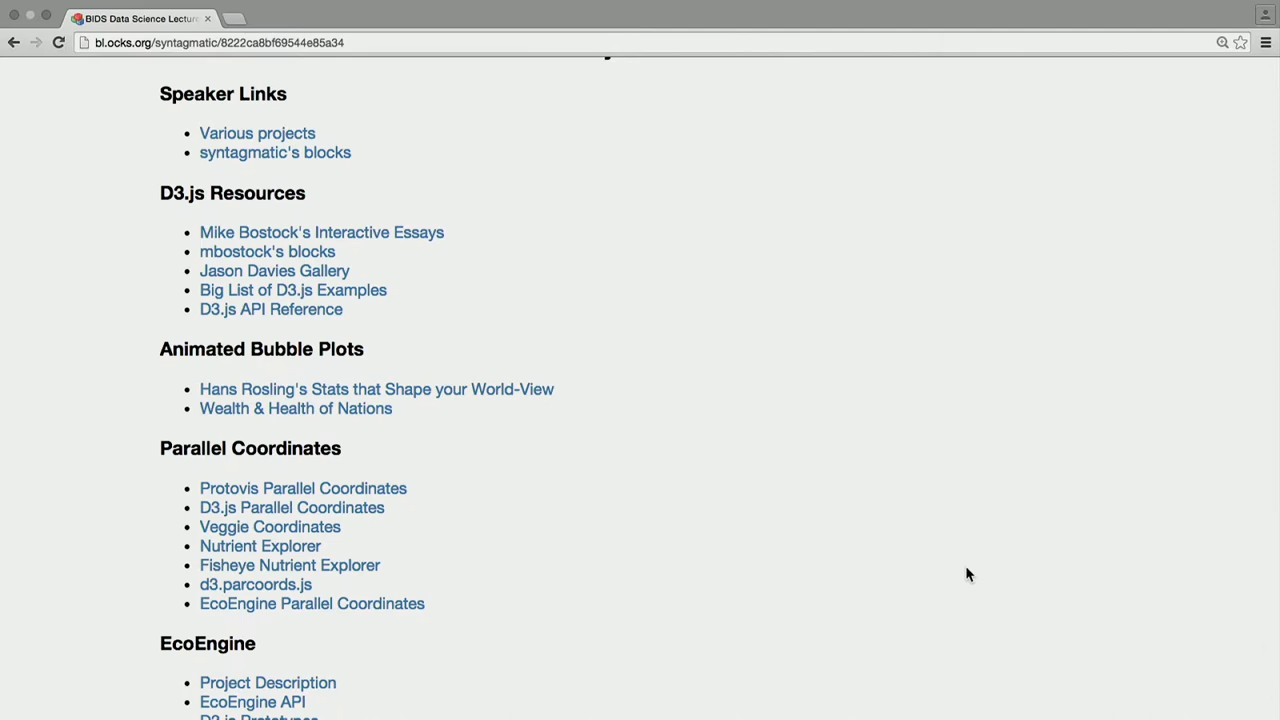 BIDS Data Science Lectur
bl.ocks.org/syntagmatic/8222ca8bf69544e85a34
Speaker Links
Various projects
syntagmatic's blocks
D3.js Resources
Mike Bostock's Interactive Essays
mbostock's blocks
Jason Davies Gallery
Big List of D3.js Examples
D3.js API Reference
Animated Bubble Plots
Hans Rosling's Stats that Shape your World-View
Wealth & Health of Nations
Parallel Coordinates
Protovis Parallel Coordinates
D3.js Parallel Coordinates
Veggie Coordinates
Nutrient Explorer
Fisheye Nutrient Explorer
d3.parcoords.js
EcoEngine Parallel Coordinates
EcoEngine
Project Description
EcoEngine API
D3.js Prototypes